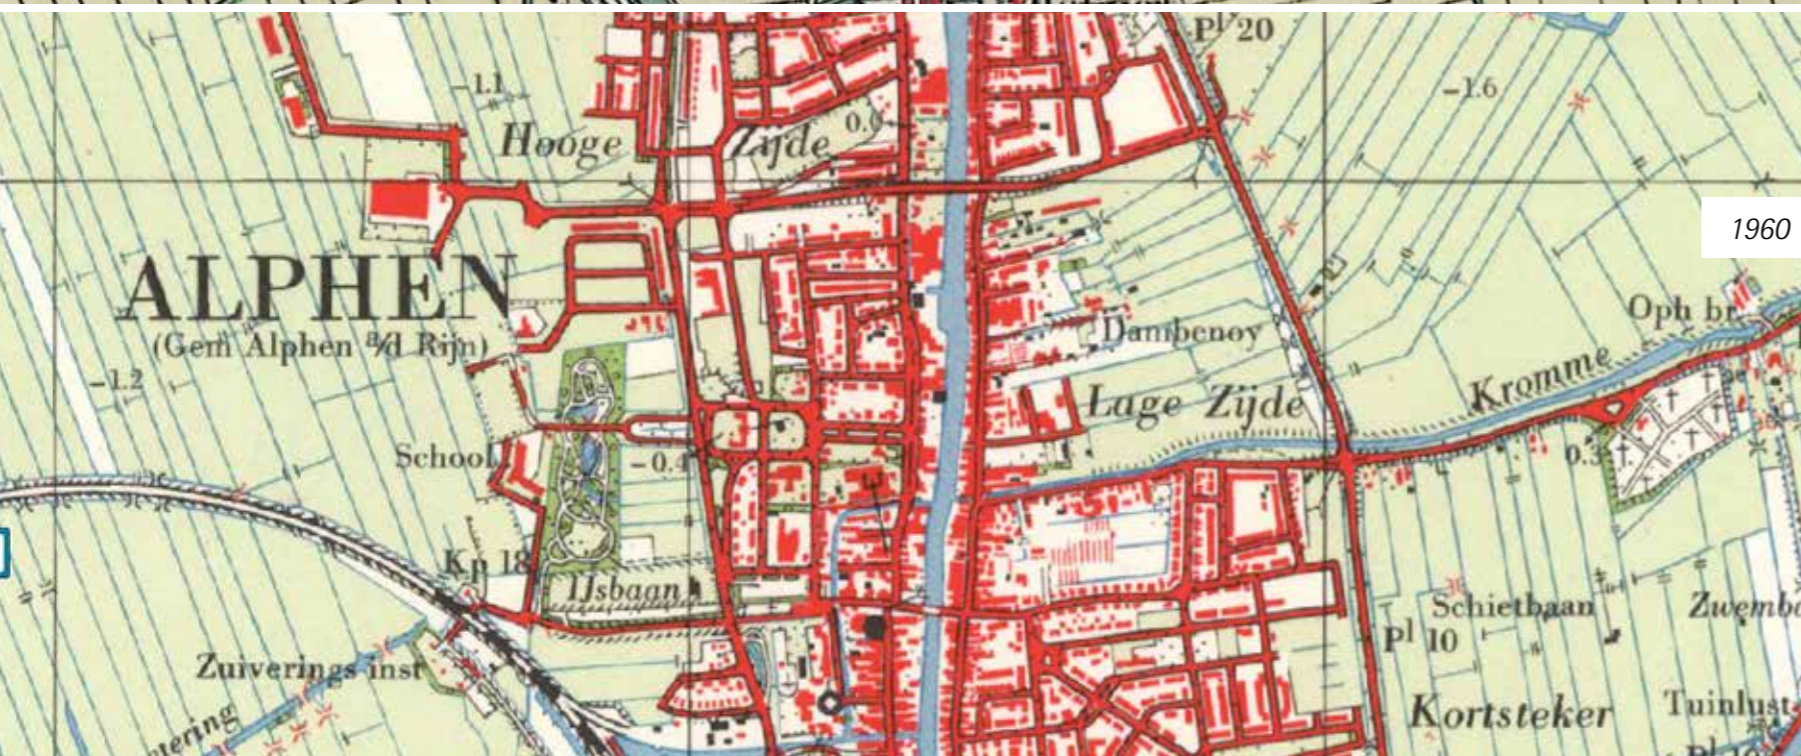 Pl 20
-1.1
-1.6
Hooge Zijde
0.0
1960
ALPHEN
(Gem Alphen a/d Rijn)
Oph br.
Dambenoy
-1.2
Kromme
Lage Zijde
School
-0.4
0.3
Kp 18
IJsbaan
Schietbaan
Zwemba
Pl 10
Zuiverings inst
Kortsteker
Tuinlust
tering